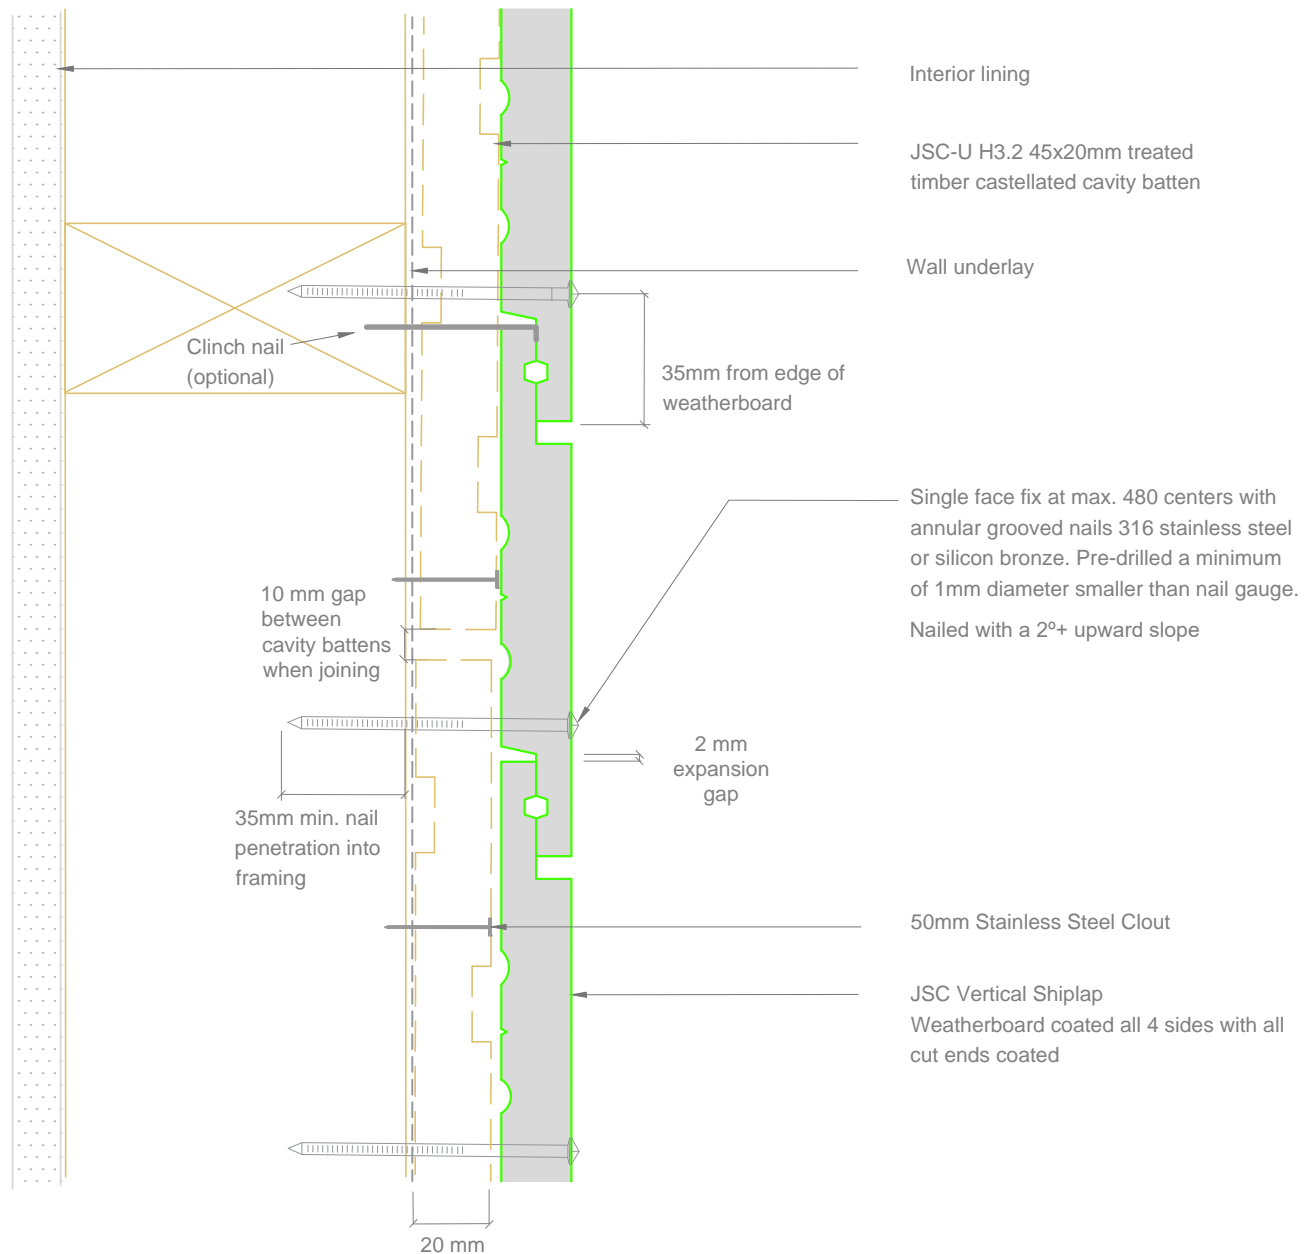 Interior lining
JSC-U H3.2 45x20mm treated
timber castellated cavity batten
Wall underlay
Clinch nail
(optional)
35mm from edge of
weatherboard
Single face fix at max. 480 centers with
annular grooved nails 316 stainless steel
or silicon bronze. Pre-drilled a minimum
of 1mm diameter smaller than nail gauge.
Nailed with a 2º+ upward slope
10 mm gap
between
cavity battens
when joining
2 mm
expansion
gap
35mm min. nail
penetration into
framing
50mm Stainless Steel Clout
JSC Vertical Shiplap
Weatherboard coated all 4 sides with all
cut ends coated
20 mm